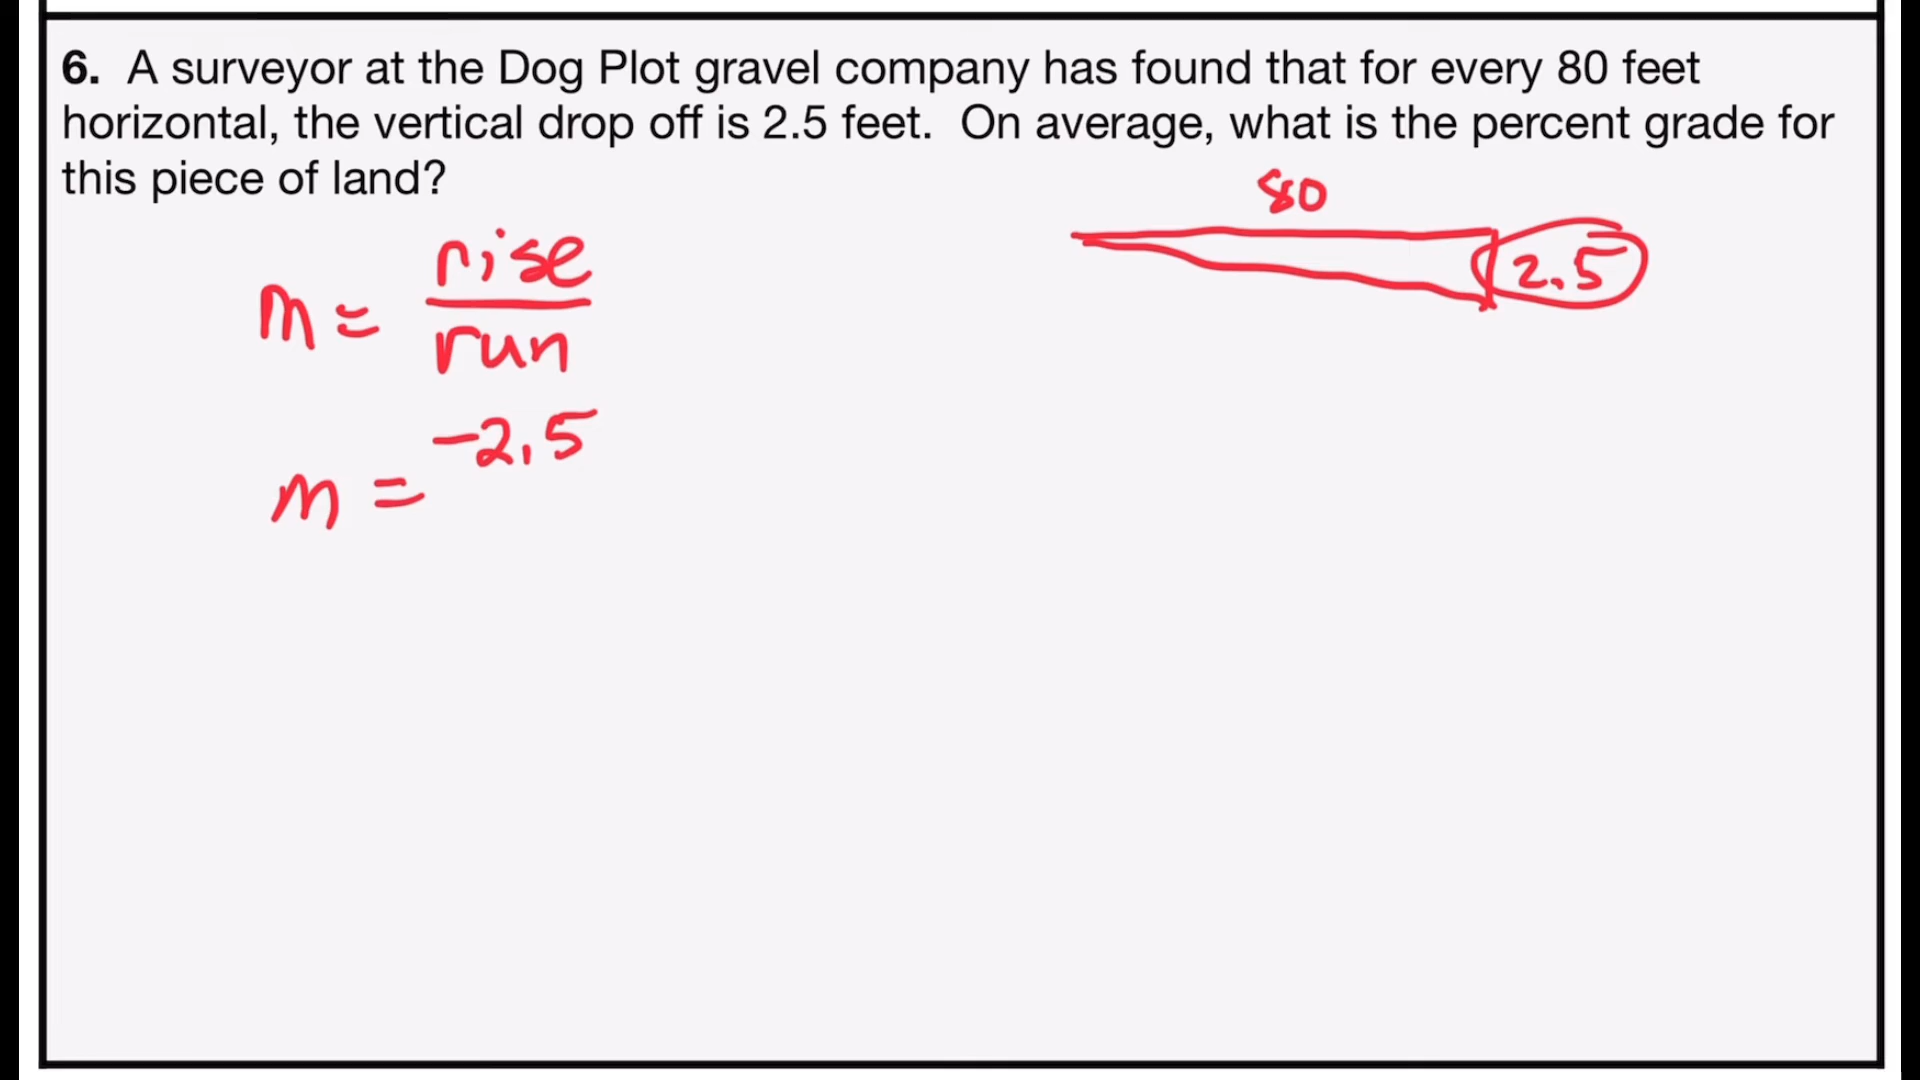 6. A surveyor at the Dog Plot gravel company has found that for every 80 feet
horizontal, the vertical drop off is 2.5 feet. On average, what is the percent grade for
this piece of land?
80
2.5
m = rise
run
m = -2.5